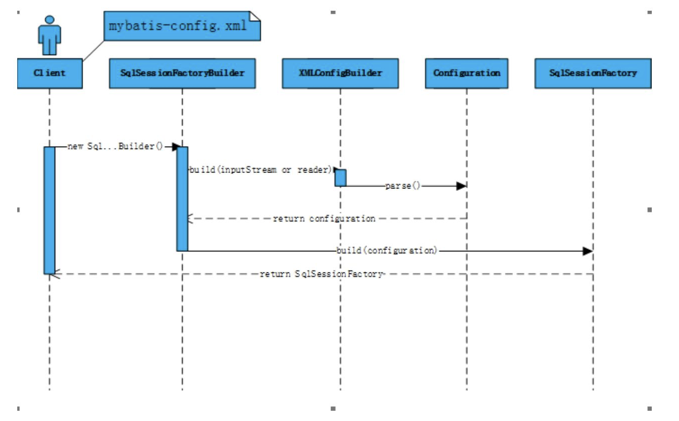 mybatis-config.xml
Client
SqlSessionFactoryBuilder
XMLConfigBuilder
Configuration
SqlSessionFactory
new Sql...Builder()
build(inputStream or reader)
parse()
return configuration
build(configuration)
return SqlSessionFactory